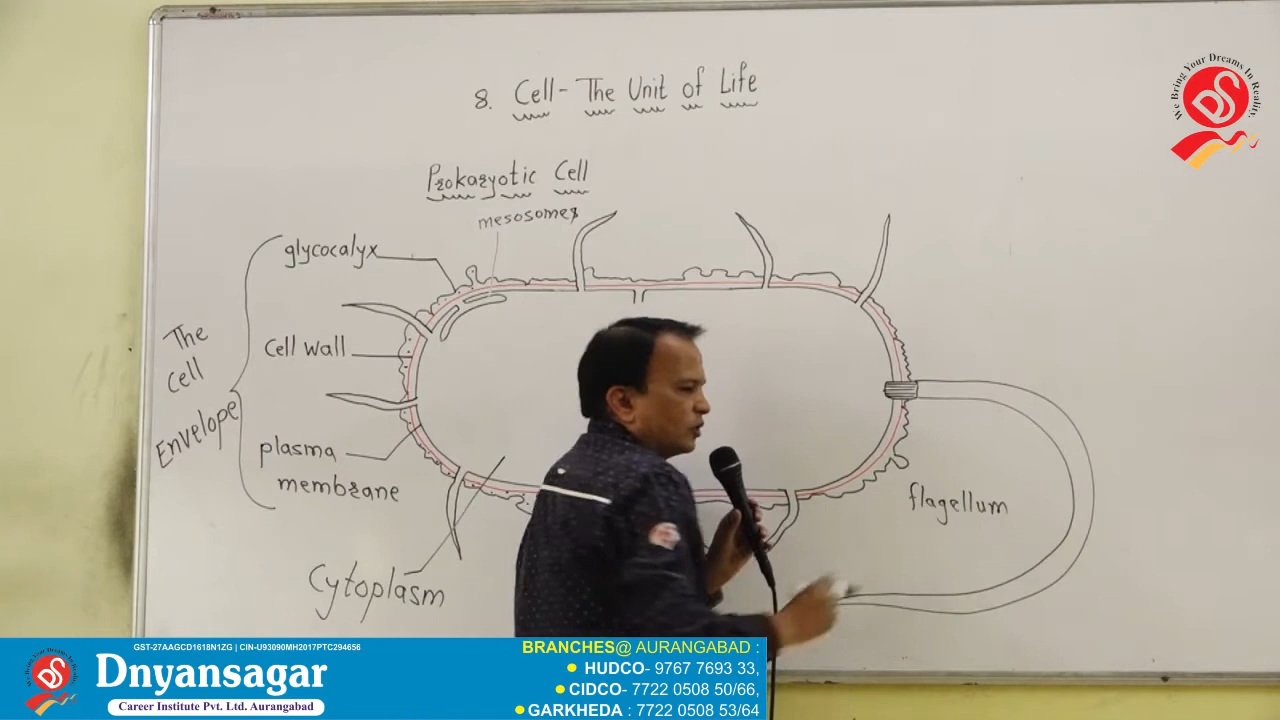 8. Cell - The Unit of Life
Prokaryotic Cell
mesosomes
glycocalyx
Cell wall
The
cell
Envelope
plasma
membrane
Cytoplasm
flagellum
We Bring Your Dreams In Reality.
DS
GST-27AAGCD1618N1ZG | CIN-U93090MH2017PTC294656
DS
Dnyansagar
Career Institute Pvt. Ltd. Aurangabad
BRANCHES@ AURANGABAD :
HUDCO- 9767 7693 33,
CIDCO- 7722 0508 50/66,
GARKHEDA : 7722 0508 53/64